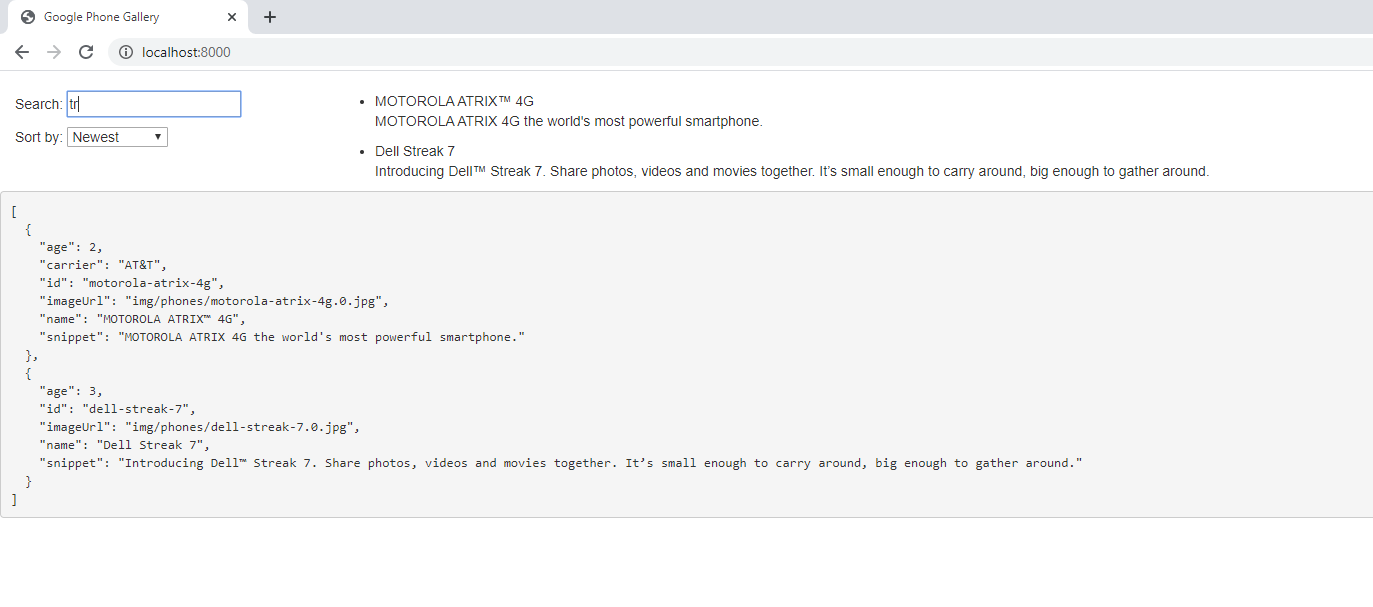 Google Phone Gallery
localhost:8000
Search: tr
Sort by: Newest
MOTOROLA ATRIX™ 4G
MOTOROLA ATRIX 4G the world's most powerful smartphone.
Dell Streak 7
Introducing Dell™ Streak 7. Share photos, videos and movies together. It’s small enough to carry around, big enough to gather around.
[
  {
    "age": 2,
    "carrier": "AT&T",
    "id": "motorola-atrix-4g",
    "imageUrl": "img/phones/motorola-atrix-4g.0.jpg",
    "name": "MOTOROLA ATRIX™ 4G",
    "snippet": "MOTOROLA ATRIX 4G the world's most powerful smartphone."
  },
  {
    "age": 3,
    "id": "dell-streak-7",
    "imageUrl": "img/phones/dell-streak-7.0.jpg",
    "name": "Dell Streak 7",
    "snippet": "Introducing Dell™ Streak 7. Share photos, videos and movies together. It’s small enough to carry around, big enough to gather around."
  }
]